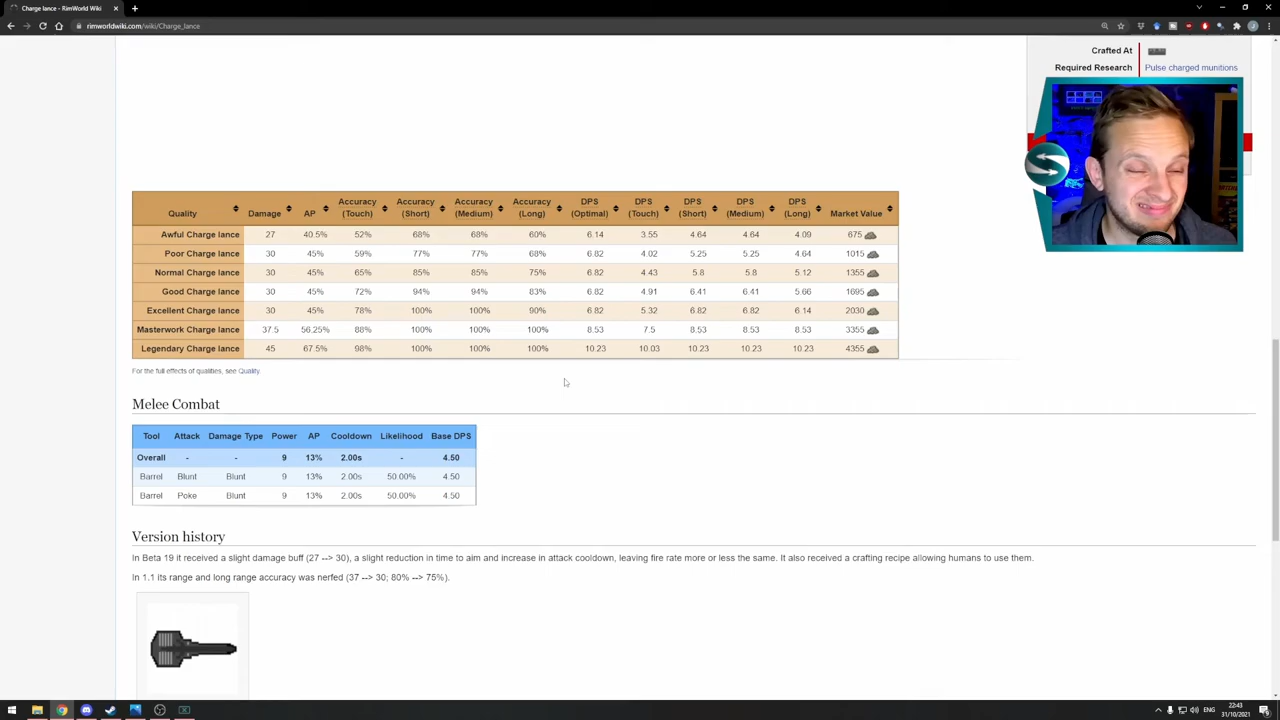 Charge lance - RimWorld Wiki
rimworldwiki.com/wiki/Charge_lance
Crafted At
Required Research Pulse charged munitions
Quality Damage AP Accuracy (Touch) Accuracy (Short) Accuracy (Medium) Accuracy (Long) DPS (Optimal) DPS (Touch) DPS (Short) DPS (Medium) DPS (Long) Market Value
Awful Charge lance 27 40.5% 52% 68% 68% 60% 6.14 3.55 4.64 4.64 4.09 675
Poor Charge lance 30 45% 59% 77% 77% 68% 6.82 4.02 5.25 5.25 4.64 1015
Normal Charge lance 30 45% 65% 85% 85% 75% 6.82 4.43 5.8 5.8 5.12 1355
Good Charge lance 30 45% 72% 94% 94% 83% 6.82 4.91 6.41 6.41 5.66 1695
Excellent Charge lance 30 45% 78% 100% 100% 90% 6.82 5.32 6.82 6.82 6.14 2030
Masterwork Charge lance 37.5 56.25% 88% 100% 100% 100% 8.53 7.5 8.53 8.53 8.53 3355
Legendary Charge lance 45 67.5% 98% 100% 100% 100% 10.23 10.03 10.23 10.23 10.23 4355
For the full effects of qualities, see Quality.
Melee Combat
Tool Attack Damage Type Power AP Cooldown Likelihood Base DPS
Overall - - 9 13% 2.00s - 4.50
Barrel Blunt Blunt 9 13% 2.00s 50.00% 4.50
Barrel Poke Blunt 9 13% 2.00s 50.00% 4.50
Version history
In Beta 19 it received a slight damage buff (27 --> 30), a slight reduction in time to aim and increase in attack cooldown, leaving fire rate more or less the same. It also received a crafting recipe allowing humans to use them.
In 1.1 its range and long range accuracy was nerfed (37 --> 30; 80% --> 75%).
ENG
22:43
31/10/2021